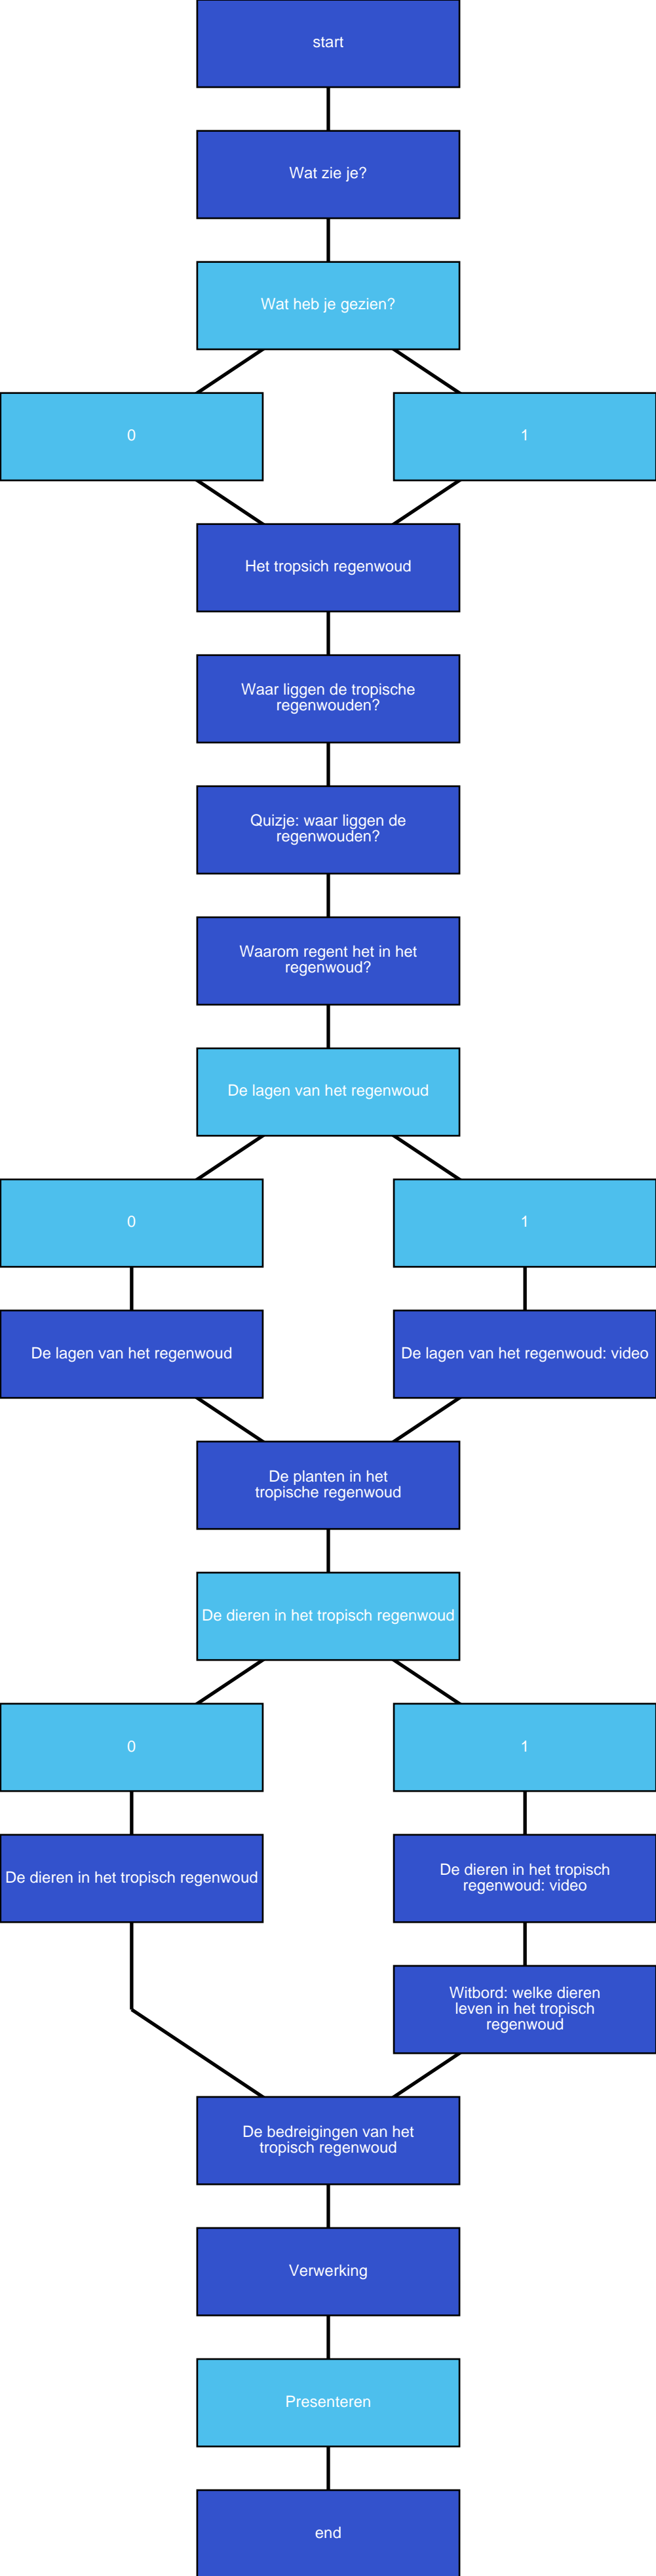 start
Wat zie je?
Wat heb je gezien?
0
1
Het tropsich regenwoud
Waar liggen de tropische
regenwouden?
Quizje: waar liggen de
regenwouden?
Waarom regent het in het
regenwoud?
De lagen van het regenwoud
0
1
De lagen van het regenwoud
De lagen van het regenwoud: video
De planten in het
tropische regenwoud
De dieren in het tropisch regenwoud
0
1
De dieren in het tropisch regenwoud
De dieren in het tropisch
regenwoud: video
Witbord: welke dieren
leven in het tropisch
regenwoud
De bedreigingen van het
tropisch regenwoud
Verwerking
Presenteren
end